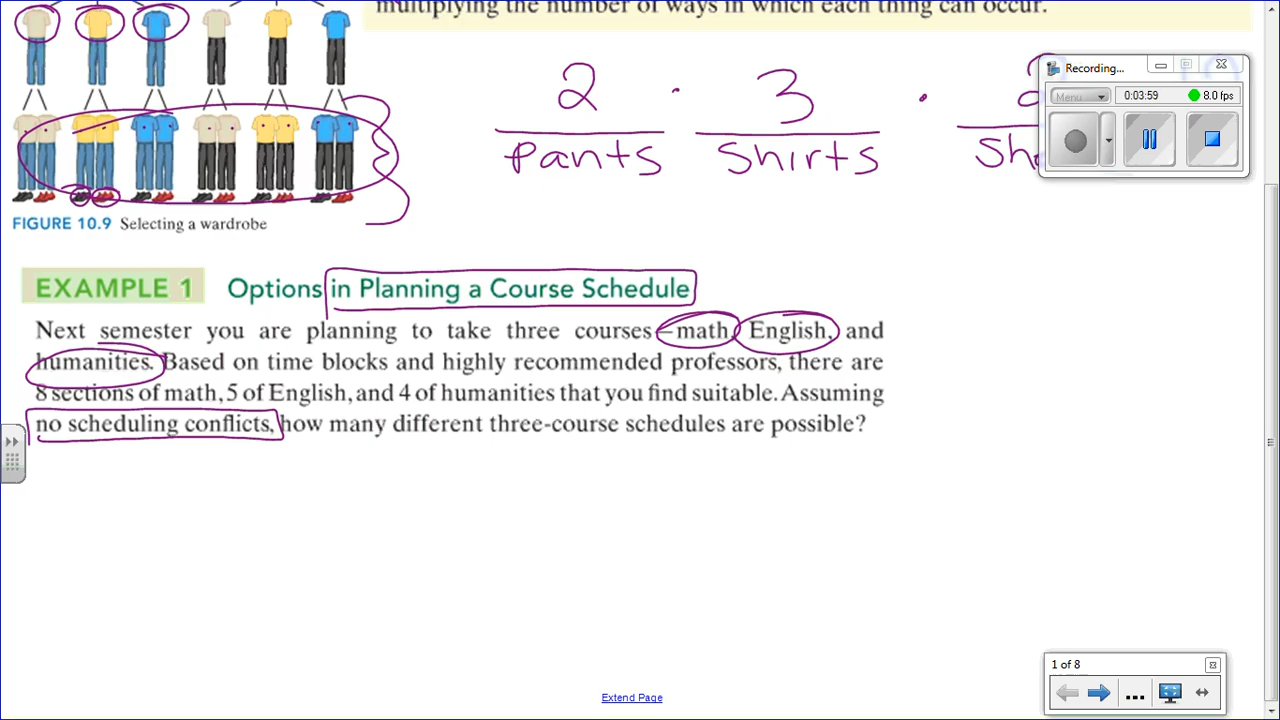 multiplying the number of ways in which each thing can occur.
2 · 3 · 2
pants shirts
Recording...
Menu
0:03:59
8.0 fps
FIGURE 10.9 Selecting a wardrobe
EXAMPLE 1 Options in Planning a Course Schedule
Next semester you are planning to take three courses—math, English, and
humanities. Based on time blocks and highly recommended professors, there are
8 sections of math, 5 of English, and 4 of humanities that you find suitable. Assuming
no scheduling conflicts, how many different three-course schedules are possible?
Extend Page
1 of 8